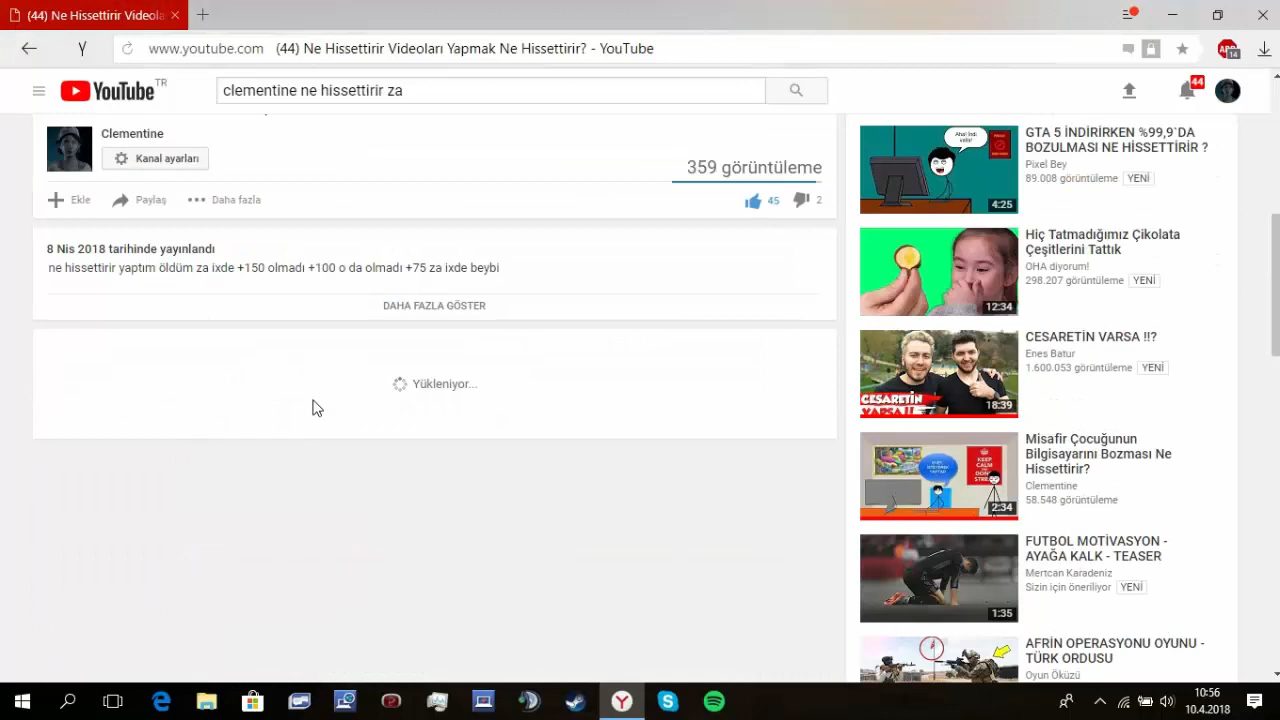 (44) Ne Hissettirir Videola
www.youtube.com (44) Ne Hissettirir Videoları Yapmak Ne Hissettirir? - YouTube
14
YouTube TR
clementine ne hissettirir za
44
Clementine
Kanal ayarları
359 görüntüleme
Ekle Paylaş Daha fazla
45 2
8 Nis 2018 tarihinde yayınlandı
ne hissettirir yaptım öldüm za ixde +150 olmadı +100 o da olmadı +75 za ixde beybi
DAHA FAZLA GÖSTER
Yükleniyor...
4:25
GTA 5 İNDİRİRKEN %99,9`DA
BOZULMASI NE HİSSETTİRİR ?
Pixel Bey
89.008 görüntüleme YENİ
12:34
Hiç Tatmadığımız Çikolata
Çeşitlerini Tattık
OHA diyorum!
298.207 görüntüleme YENİ
CESARETİN
VARSA !!
18:39
CESARETİN VARSA !!?
Enes Batur
1.600.053 görüntüleme YENİ
KEEP
CALM
2:34
Misafir Çocuğunun
Bilgisayarını Bozması Ne
Hissettirir?
Clementine
58.548 görüntüleme
1:35
FUTBOL MOTİVASYON -
AYAĞA KALK - TEASER
Mertcan Karadeniz
Sizin için öneriliyor YENİ
AFRİN OPERASYONU OYUNU -
TÜRK ORDUSU
Oyun Öküzü
10:56
10.4.2018